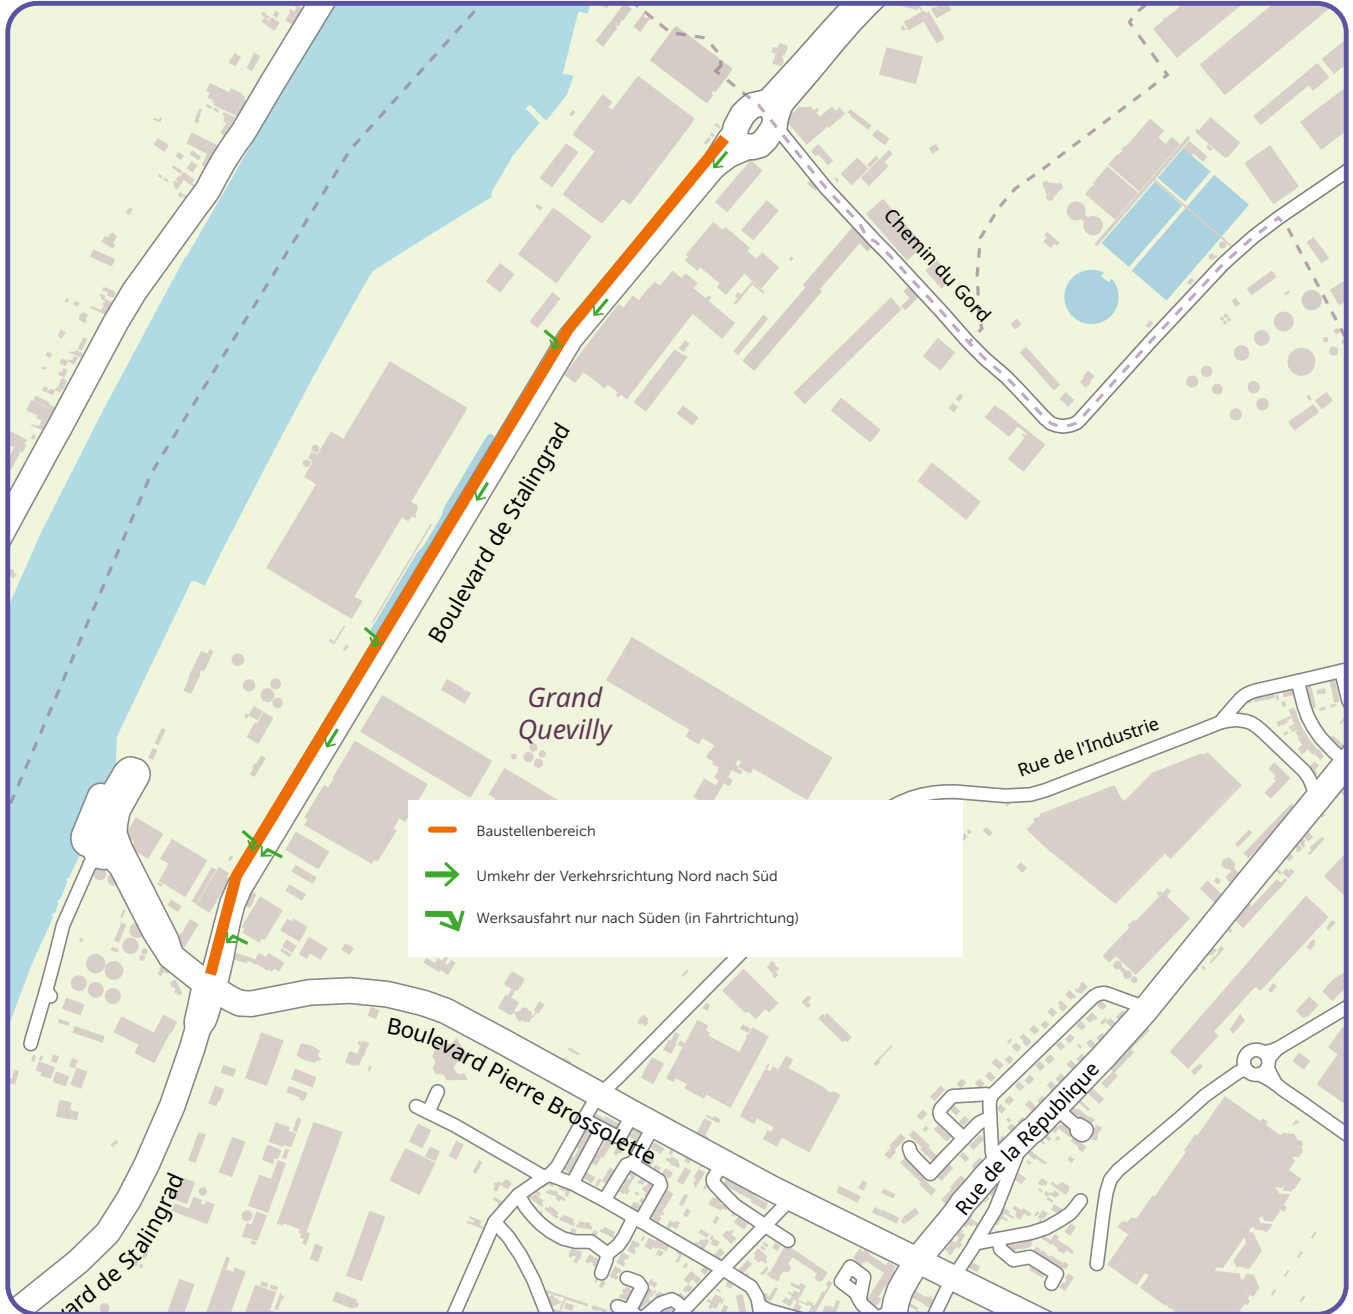 Chemin du Gord
Boulevard de Stalingrad
Grand
Quevilly
Rue de l'Industrie
Baustellenbereich
Umkehr der Verkehrsrichtung Nord nach Süd
Werksausfahrt nur nach Süden (in Fahrtrichtung)
Boulevard Pierre Brossolette
Rue de la République
ard de Stalingrad